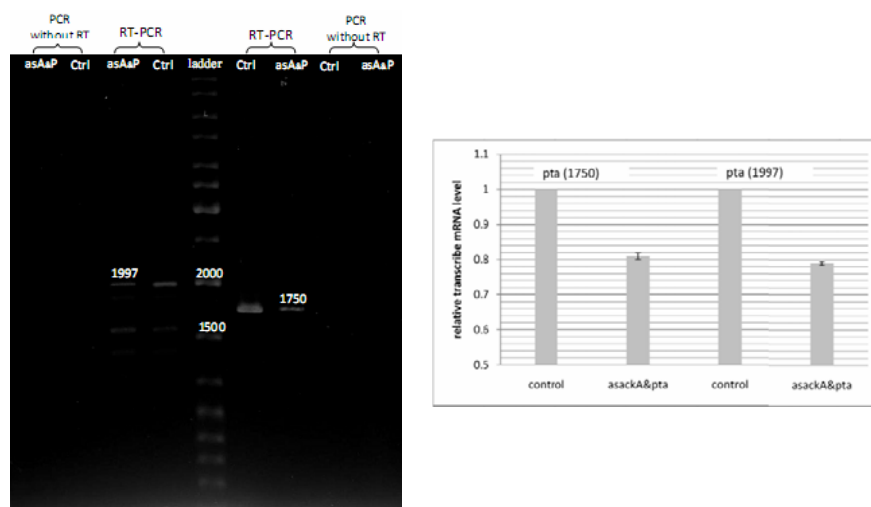 PCR
without RT
RT-PCR
RT-PCR
PCR
without RT
asA&P Ctrl asA&P Ctrl ladder Ctrl asA&P Ctrl asA&P
1997 2000
1750
1500
1.1
1
0.9
0.8
0.7
0.6
0.5
relative transcribe mRNA level
pta (1750) pta (1997)
control asackA&pta control asackA&pta